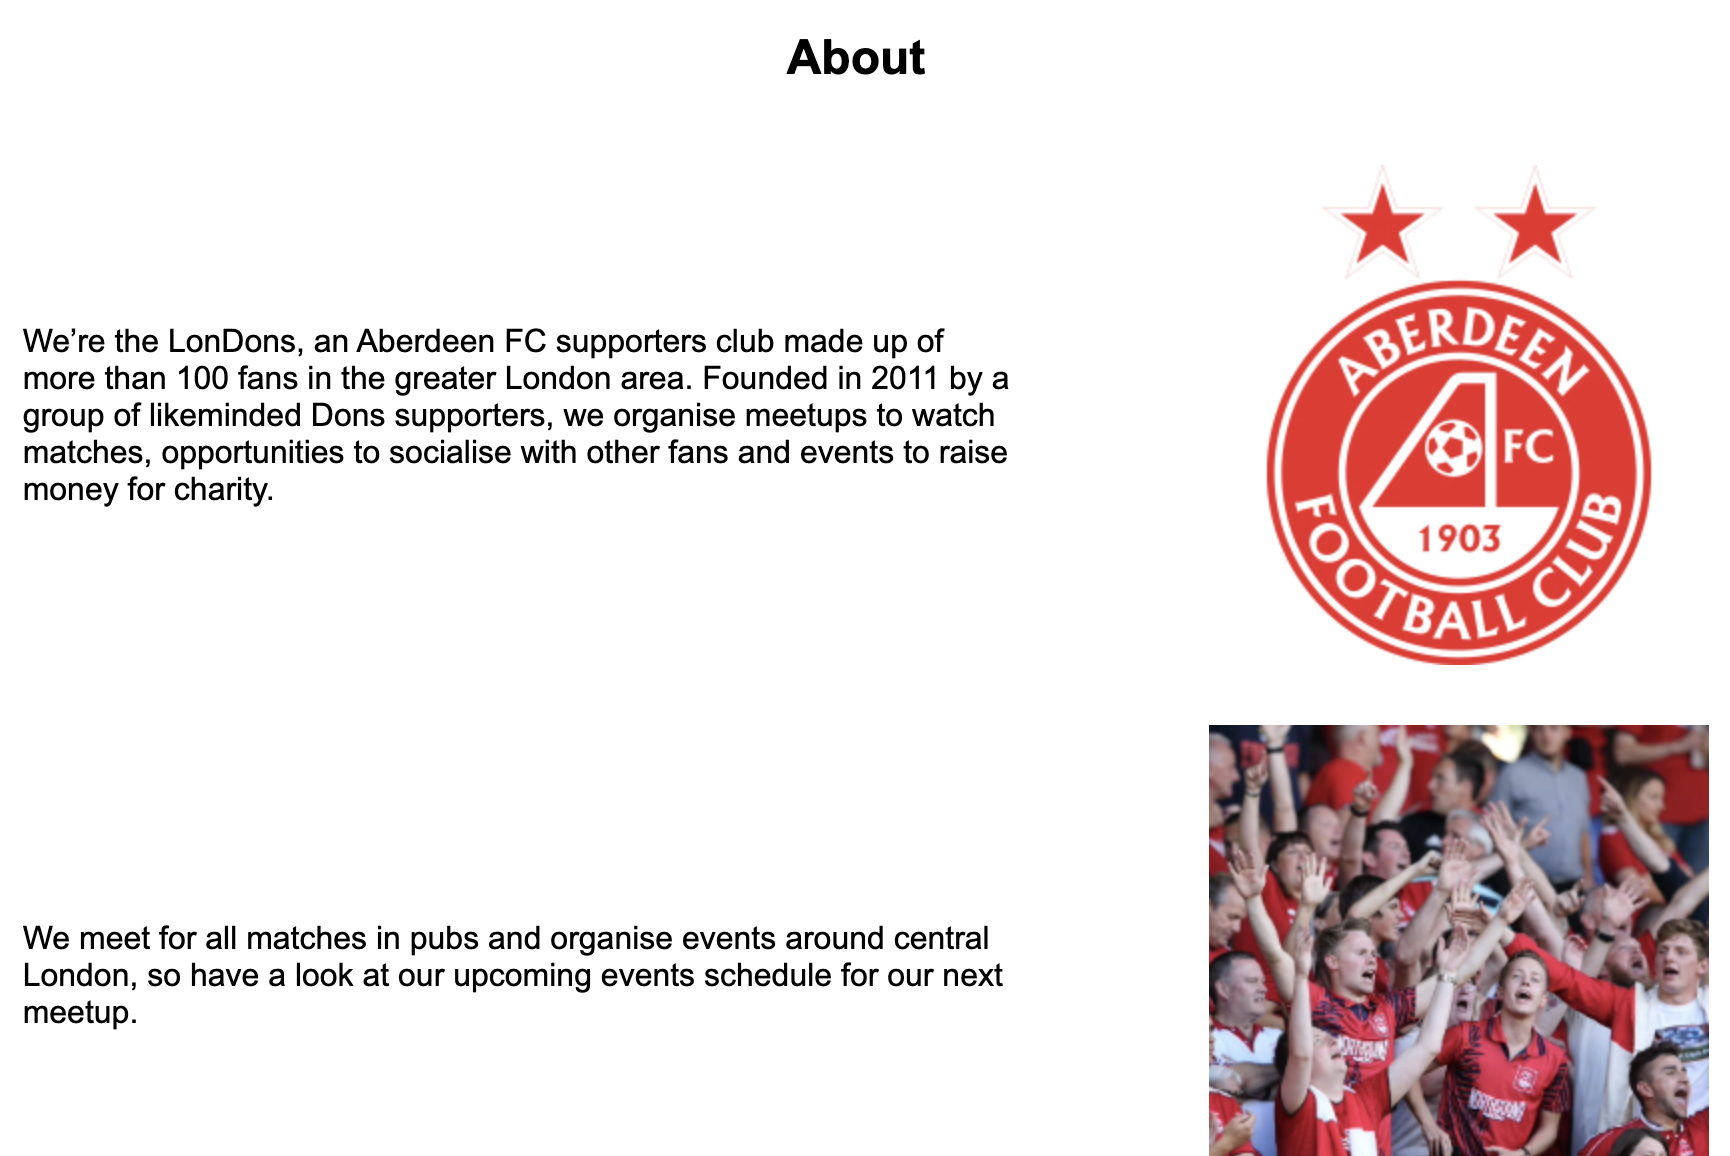 About
We’re the LonDons, an Aberdeen FC supporters club made up of
more than 100 fans in the greater London area. Founded in 2011 by a
group of likeminded Dons supporters, we organise meetups to watch
matches, opportunities to socialise with other fans and events to raise
money for charity.
ABERDEEN
FC
1903
FOOTBALL CLUB
We meet for all matches in pubs and organise events around central
London, so have a look at our upcoming events schedule for our next
meetup.